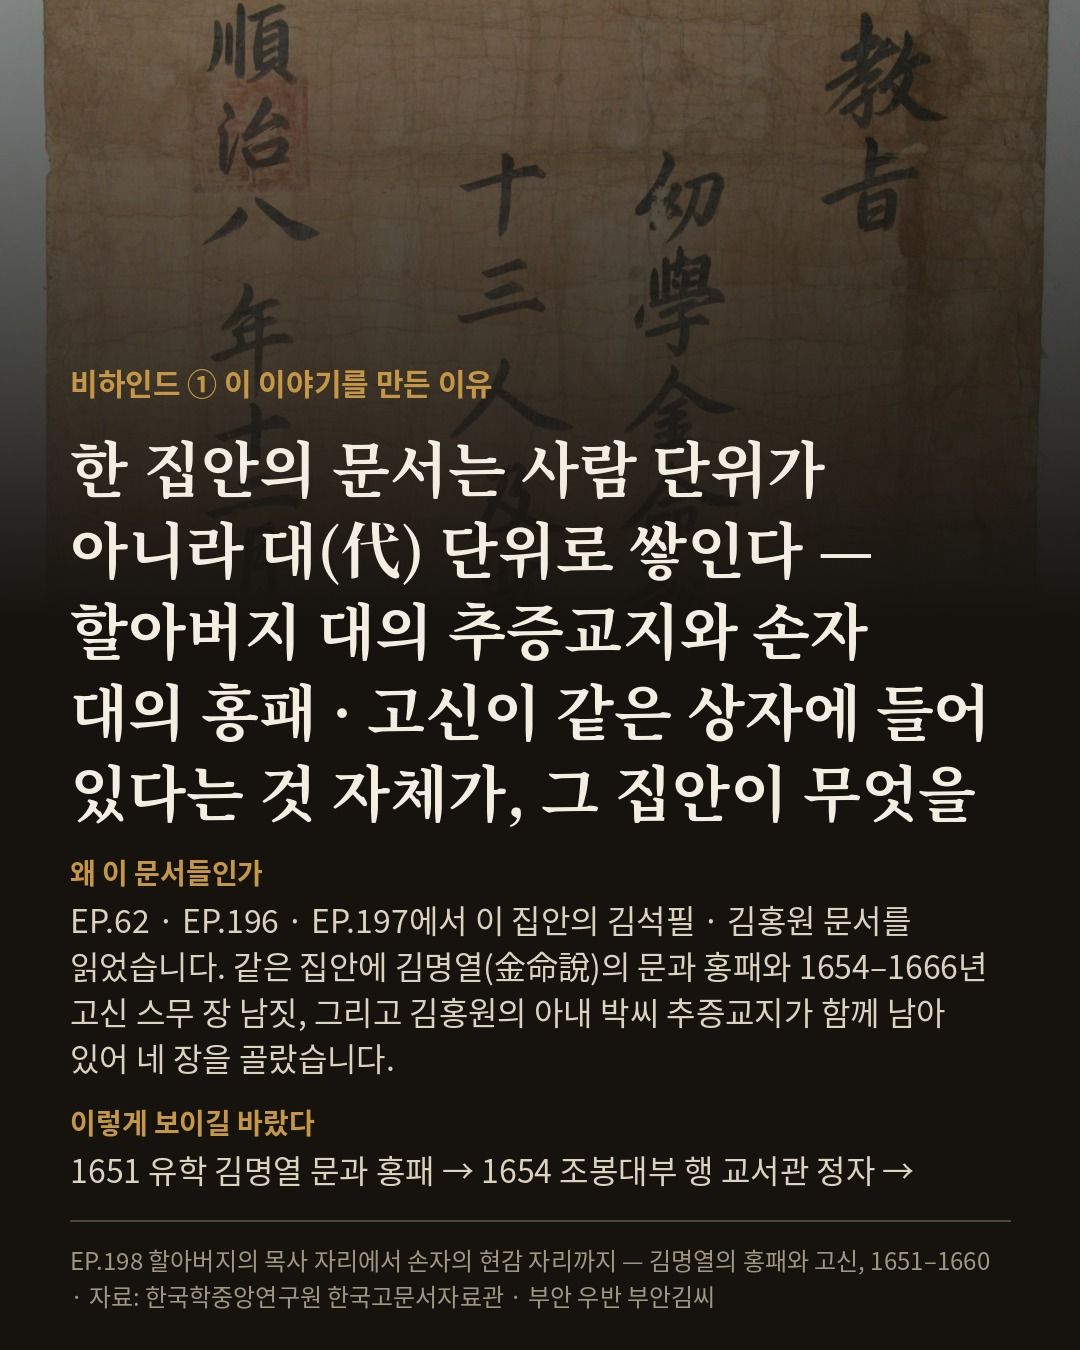 教旨
幼學金命
十三人及
順治八年十二月
비하인드 ① 이 이야기를 만든 이유
한 집안의 문서는 사람 단위가
아니라 대(代) 단위로 쌓인다 —
할아버지 대의 추증교지와 손자
대의 홍패 · 고신이 같은 상자에 들어
있다는 것 자체가, 그 집안이 무엇을
왜 이 문서들인가
EP.62 · EP.196 · EP.197에서 이 집안의 김석필 · 김홍원 문서를
읽었습니다. 같은 집안에 김명열(金命說)의 문과 홍패와 1654–1666년
고신 스무 장 남짓, 그리고 김홍원의 아내 박씨 추증교지가 함께 남아
있어 네 장을 골랐습니다.
이렇게 보이길 바랐다
1651 유학 김명열 문과 홍패 → 1654 조봉대부 행 교서관 정자 →
EP.198 할아버지의 목사 자리에서 손자의 현감 자리까지 — 김명열의 홍패와 고신, 1651–1660
· 자료: 한국학중앙연구원 한국고문서자료관 · 부안 우반 부안김씨